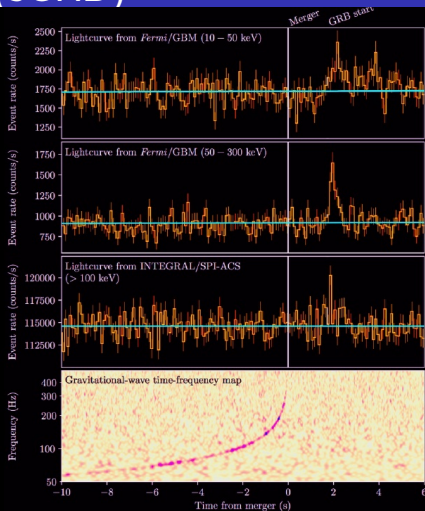 (SGRB)
Merger
GRB start
Lightcurve from Fermi/GBM (10 − 50 keV)
2500
2250
2000
1750
1500
1250
Event rate (counts/s)
Lightcurve from Fermi/GBM (50 − 300 keV)
1750
1500
1250
1000
750
Event rate (counts/s)
Lightcurve from INTEGRAL/SPI-ACS
(> 100 keV)
120000
117500
115000
112500
Event rate (counts/s)
Gravitational-wave time-frequency map
400
300
200
100
50
Frequency (Hz)
−10
−8
−6
−4
−2
0
2
4
6
Time from merger (s)